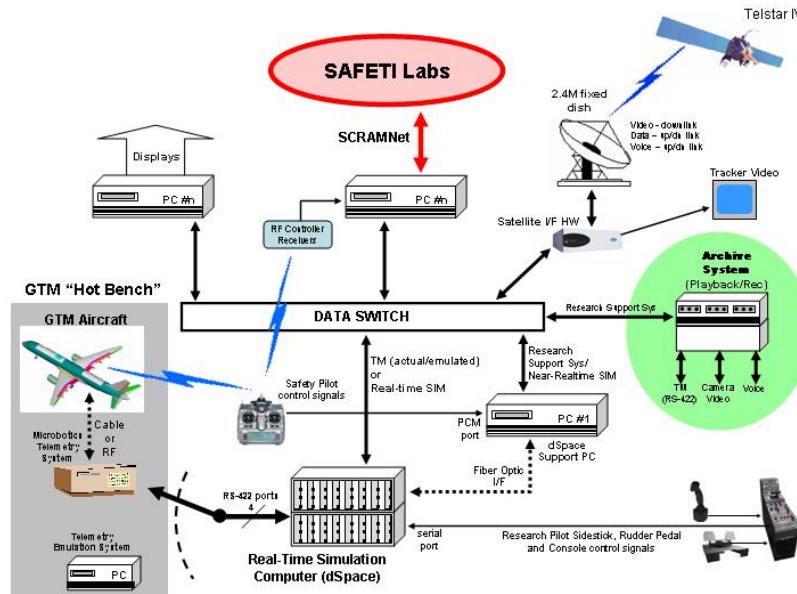 Telstar IV
SAFETI Labs
2.4M fixed
dish
Video - downlink
Data - up/dn link
Voice - up/dn link
SCRAMNet
Displays
PC #n
PC #n
Tracker Video
RF Controller
Receivers
Satellite I/F HW
Archive
System
(Playback/Rec)
GTM "Hot Bench"
GTM Aircraft
DATA SWITCH
Research Support Sys
TM (actual/emulated)
or
Real-time SIM
Research
Support Sys/
Near-Realtime SIM
Safety Pilot
control signals
TM
(RS-422)
Camera
Video
Voice
PCM
port
PC #1
dSpace
Support PC
Cable
or
RF
Microbotics
Telemetry
System
Fiber Optic
I/F
RS-422 ports
4
Telemetry
Emulation System
PC
serial
port
Research Pilot Sidestick, Rudder Pedal
and Console control signals
Real-Time Simulation
Computer (dSpace)